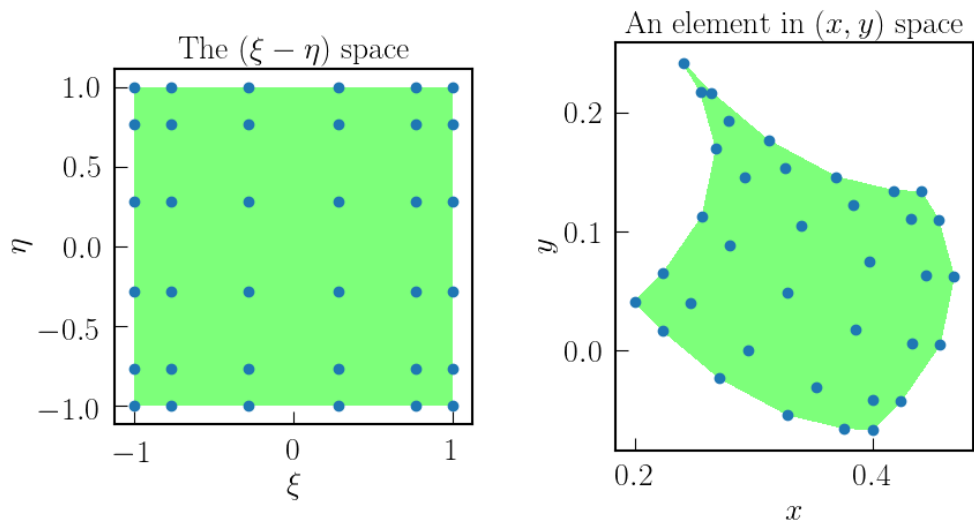 The (ξ − η) space
1.0
0.5
0.0
−0.5
−1.0
η
−1
0
1
ξ
An element in (x, y) space
0.2
0.1
0.0
y
0.2
0.4
x